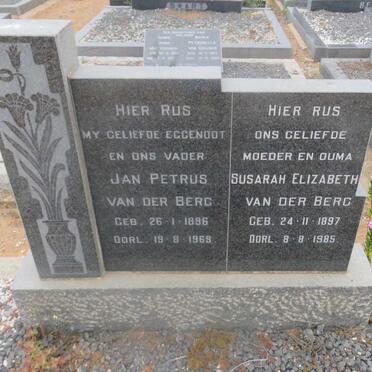 HIER RUS
MY GELIEFDE EGGENOOT
EN ONS VADER
JAN PETRUS
VAN DER BERG
GEB. 26-1-1896
OORL. 19-8-1969
HIER RUS
ONS GELIEFDE
MOEDER EN OUMA
SUSARAH ELIZABETH
VAN DER BERG
GEB. 24-11-1897
OORL. 8-8-1985